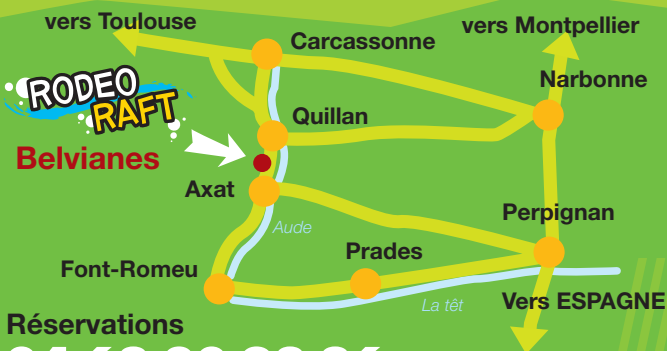 vers Toulouse
Carcassonne
vers Montpellier
Narbonne
RODEO
RAFT
Quillan
Belvianes
Axat
Aude
Perpignan
Prades
Font-Romeu
La têt
Vers ESPAGNE
Réservations